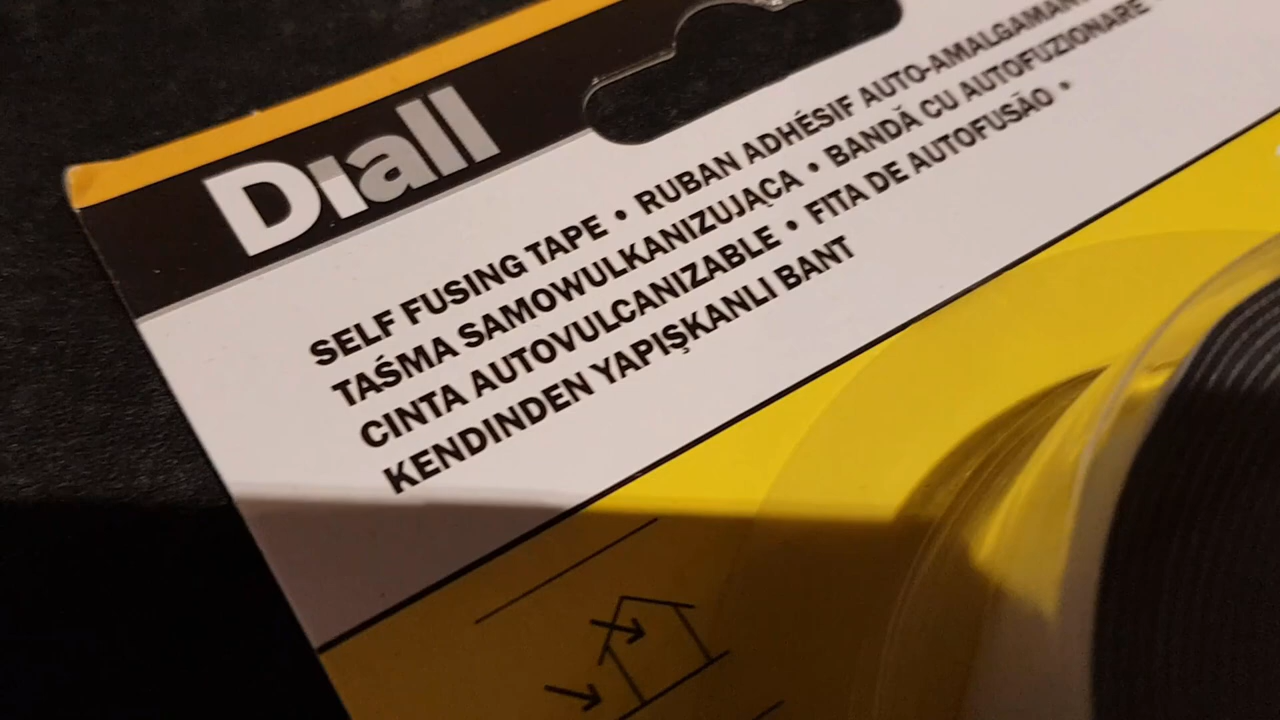 Diall
SELF FUSING TAPE • RUBAN ADHÉSIF AUTO-AMALGAMANT
TAŚMA SAMOWULKANIZUJĄCA • BANDĂ CU AUTOFUZIONARE
CINTA AUTOVULCANIZABLE • FITA DE AUTOFUSÃO •
KENDINDEN YAPIŞKANLI BANT